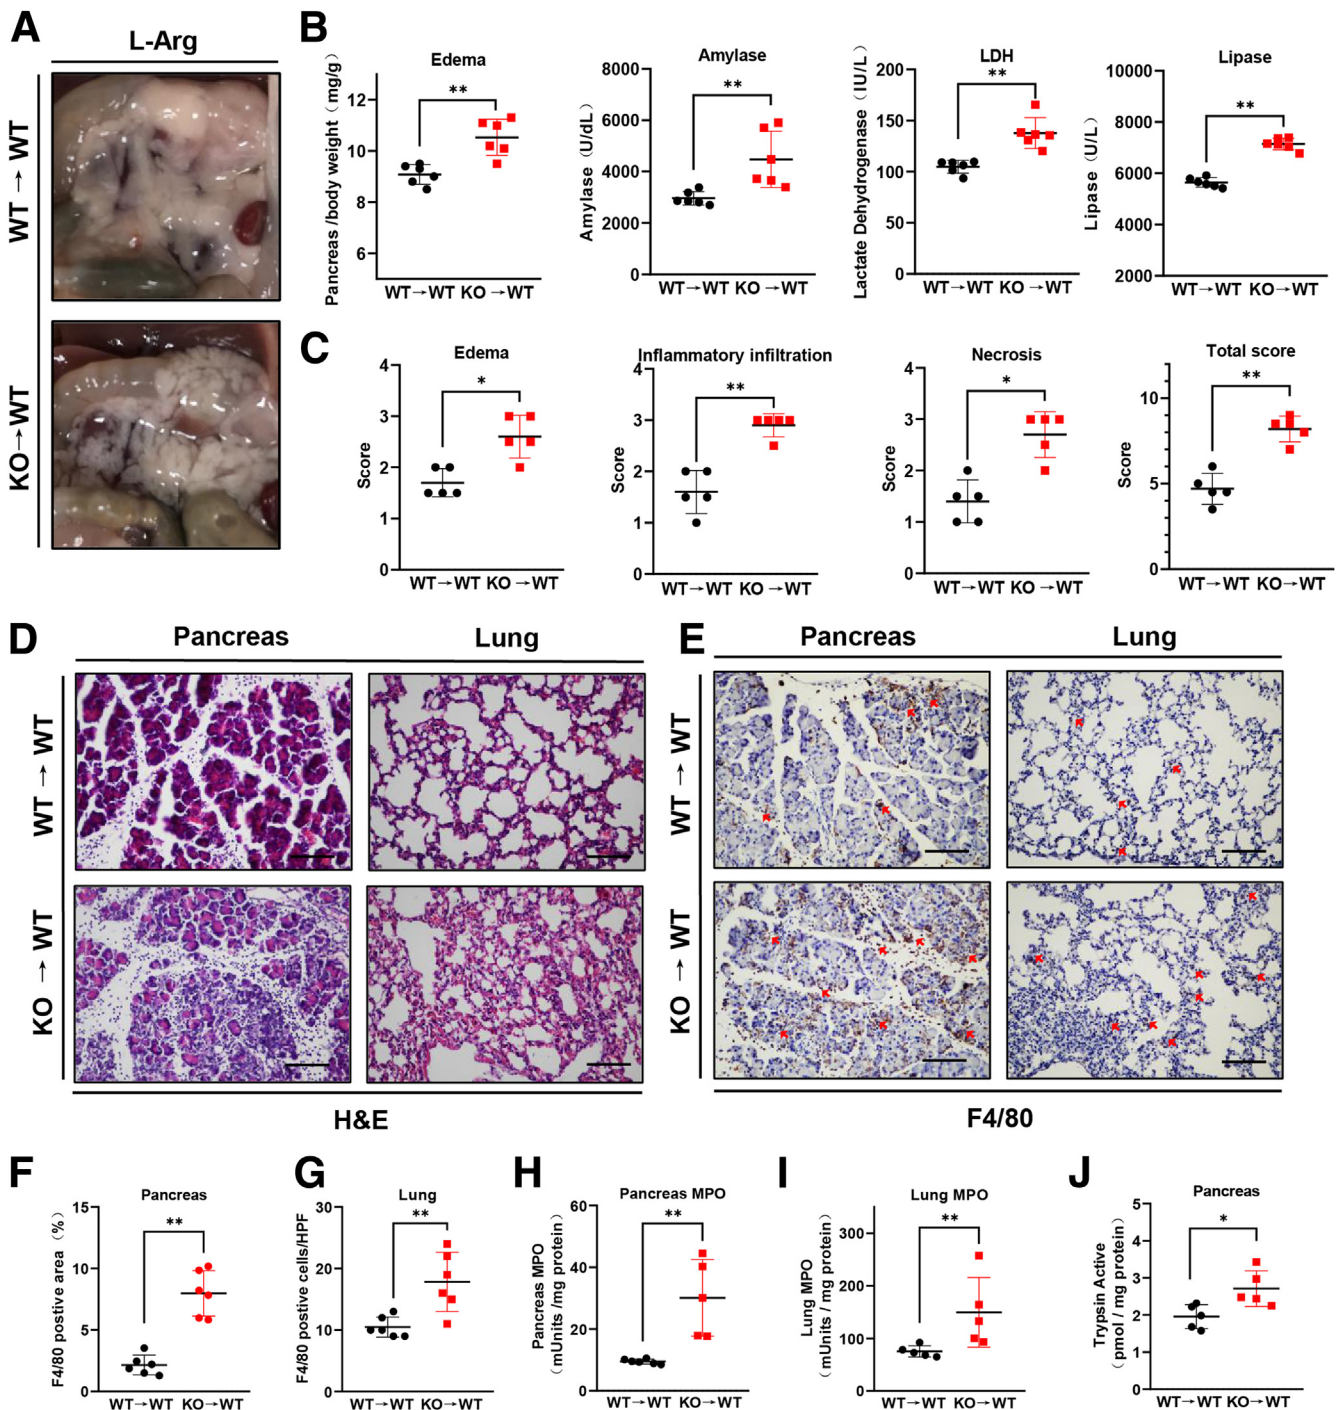 A
L-Arg
WT → WT
KO→WT
B
Edema
Pancreas /body weight（mg/g）
12
10
8
6
**
WT→WT KO →WT
Amylase
Amylase（U/dL）
8000
6000
4000
2000
0
**
WT→WT KO →WT
LDH
Lactate Dehydrogenase（IU/L）
200
150
100
50
0
**
WT→WT KO →WT
Lipase
Lipase（U/L）
10000
8000
6000
4000
2000
**
WT→WT KO →WT
C
Edema
Score
4
3
2
1
0
*
WT→WT KO →WT
Inflammatory infiltration
Score
4
3
2
1
0
**
WT→WT KO →WT
Necrosis
Score
4
3
2
1
0
*
WT→WT KO →WT
Total score
Score
10
5
0
**
WT→WT KO→WT
D
Pancreas
Lung
WT → WT
KO → WT
H&E
E
Pancreas
Lung
WT → WT
KO → WT
F4/80
F
Pancreas
F4/80 postive area（%）
15
10
5
0
**
WT→WT KO→WT
G
Lung
F4/80 postive cells/HPF
30
20
10
0
**
WT→WT KO→WT
H
Pancreas MPO
Pancreas MPO
（mUnits /mg protein）
60
40
20
0
**
WT→WT KO→WT
I
Lung MPO
Lung MPO
（mUnits / mg protein）
300
200
100
0
**
WT→WT KO→WT
J
Pancreas
Trypsin Active
（pmol / mg protein）
5
4
3
2
1
0
*
WT→WT KO→WT